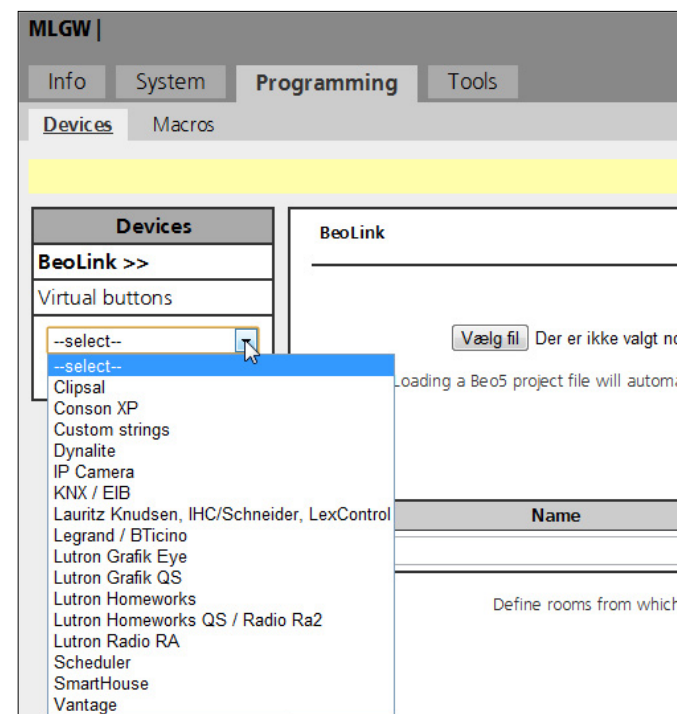 MLGW |
Info System Programming Tools
Devices Macros
Devices
BeoLink >>
Virtual buttons
--select--
--select--
Clipsal
Conson XP
Custom strings
Dynalite
IP Camera
KNX / EIB
Lauritz Knudsen, IHC/Schneider, LexControl
Legrand / BTicino
Lutron Grafik Eye
Lutron Grafik QS
Lutron Homeworks
Lutron Homeworks QS / Radio Ra2
Lutron Radio RA
Scheduler
SmartHouse
Vantage
BeoLink
Vælg fil Der er ikke valgt
Loading a Beo5 project file will
Name
Define rooms from which